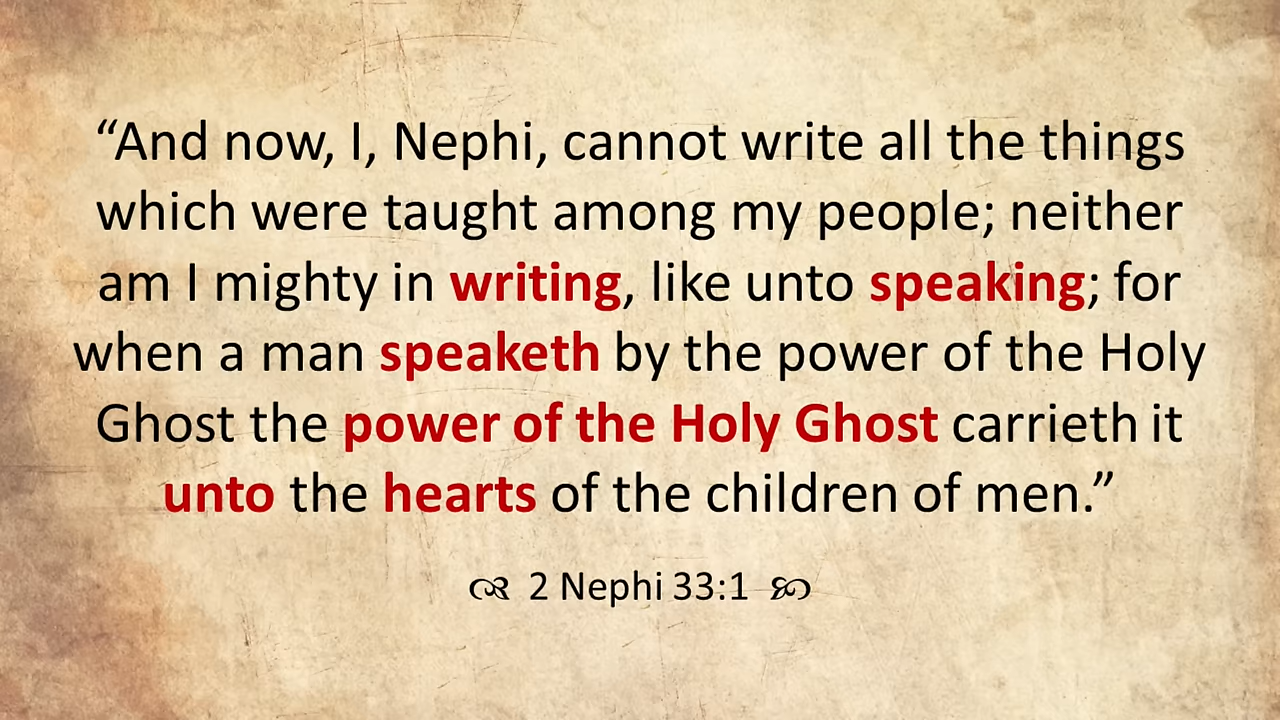 “And now, I, Nephi, cannot write all the things
which were taught among my people; neither
am I mighty in writing, like unto speaking; for
when a man speaketh by the power of the Holy
Ghost the power of the Holy Ghost carrieth it
unto the hearts of the children of men.”
2 Nephi 33:1